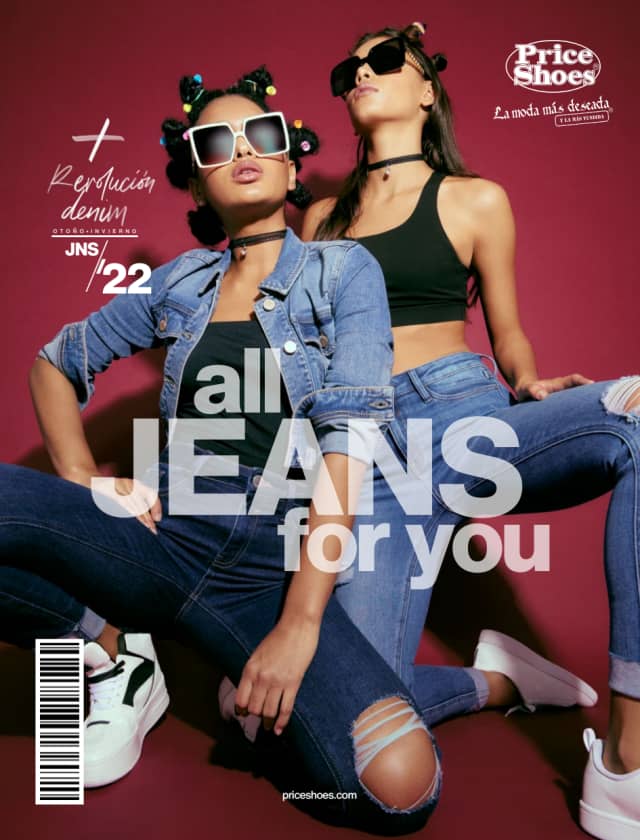 Price
Shoes
La moda más deseada
Y LA MÁS VENDIDA
+
Revolución
denim
OTOÑO•INVIERNO
JNS
/'22
all
JEANS
for you
priceshoes.com